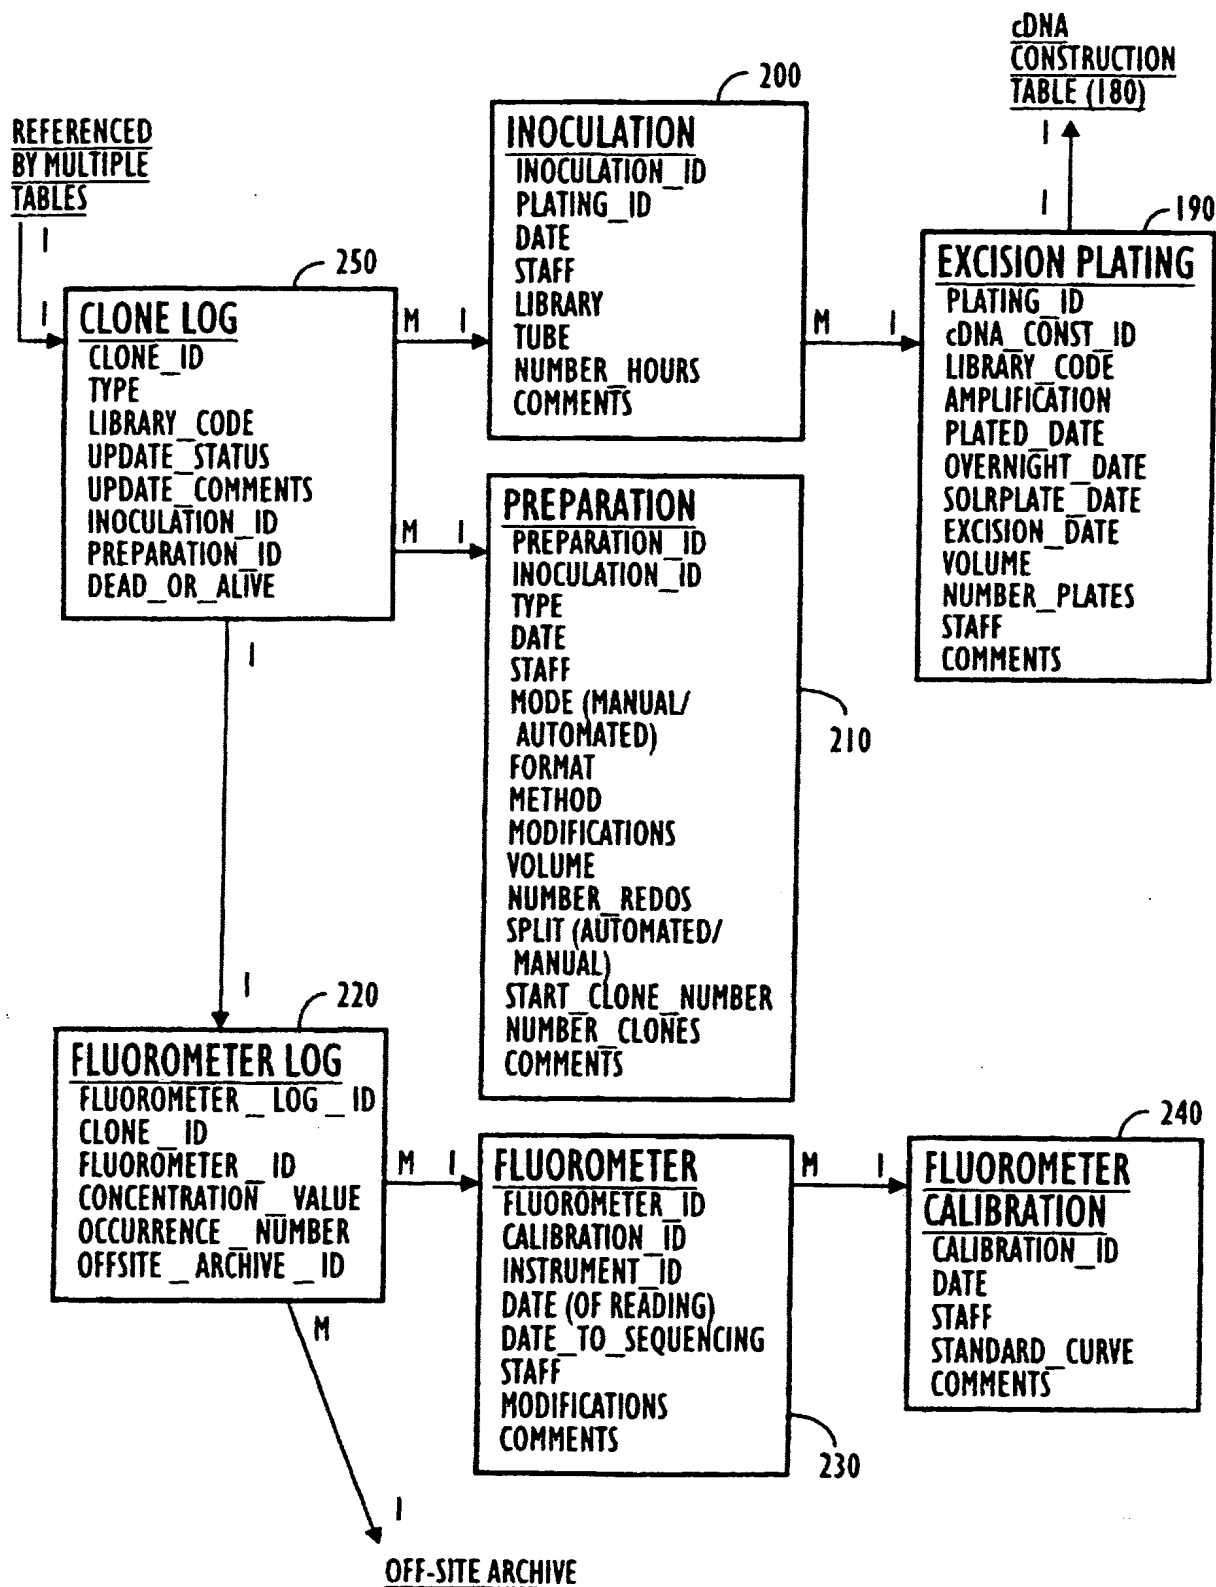 cDNA
CONSTRUCTION
TABLE (180)
1
1
REFERENCED
BY MULTIPLE
TABLES
1
1
200
INOCULATION
INOCULATION_ID
PLATING_ID
DATE
STAFF
LIBRARY
TUBE
NUMBER_HOURS
COMMENTS
M 1
190
EXCISION PLATING
PLATING_ID
cDNA_CONST_ID
LIBRARY_CODE
AMPLIFICATION
PLATED_DATE
OVERNIGHT_DATE
SOLRPLATE_DATE
EXCISION_DATE
VOLUME
NUMBER_PLATES
STAFF
COMMENTS
250
CLONE LOG
CLONE_ID
TYPE
LIBRARY_CODE
UPDATE_STATUS
UPDATE_COMMENTS
INOCULATION_ID
PREPARATION_ID
DEAD_OR_ALIVE
M 1
M 1
1
1
PREPARATION
PREPARATION_ID
INOCULATION_ID
TYPE
DATE
STAFF
MODE (MANUAL/
AUTOMATED)
FORMAT
METHOD
MODIFICATIONS
VOLUME
NUMBER_REDOS
SPLIT (AUTOMATED/
MANUAL)
START_CLONE_NUMBER
NUMBER_CLONES
COMMENTS
210
220
FLUOROMETER LOG
FLUOROMETER_LOG_ID
CLONE_ID
FLUOROMETER_ID
CONCENTRATION_VALUE
OCCURRENCE_NUMBER
OFFSITE_ARCHIVE_ID
M 1
FLUOROMETER
FLUOROMETER_ID
CALIBRATION_ID
INSTRUMENT_ID
DATE (OF READING)
DATE_TO_SEQUENCING
STAFF
MODIFICATIONS
COMMENTS
230
M 1
240
FLUOROMETER
CALIBRATION
CALIBRATION_ID
DATE
STAFF
STANDARD_CURVE
COMMENTS
M
1
OFF-SITE ARCHIVE